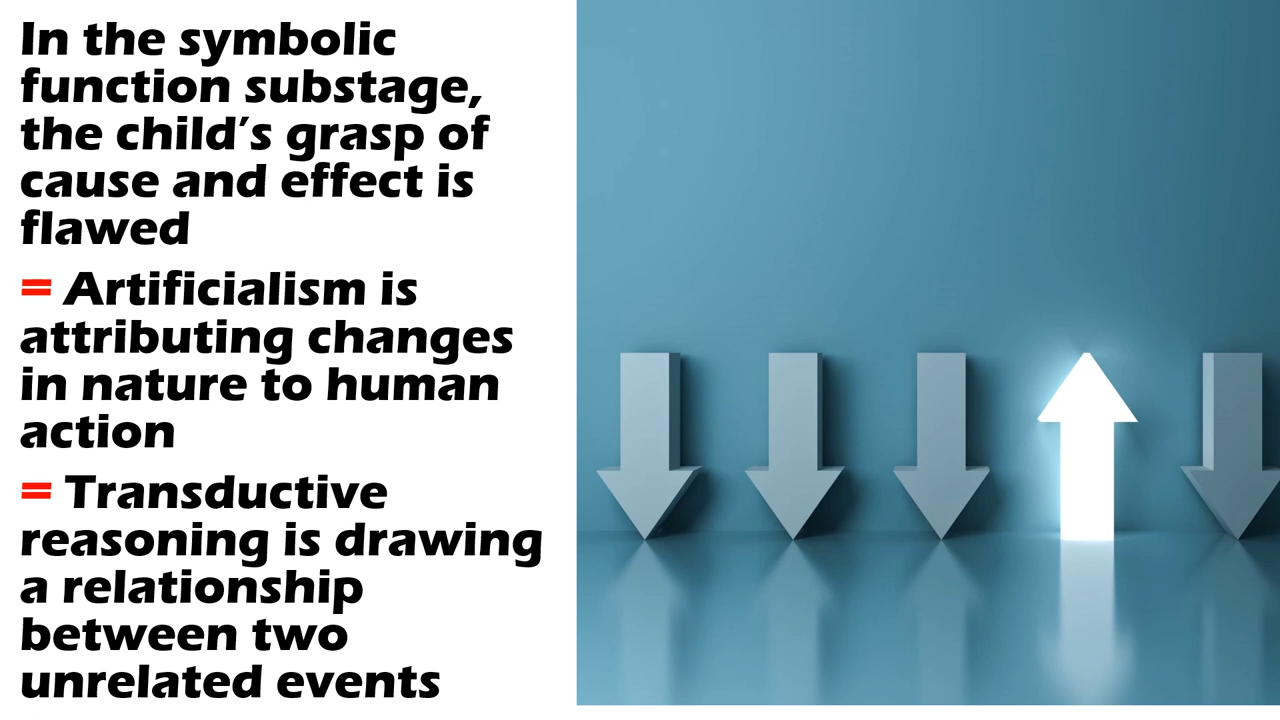 In the symbolic
function substage,
the child’s grasp of
cause and effect is
flawed
= Artificialism is
attributing changes
in nature to human
action
= Transductive
reasoning is drawing
a relationship
between two
unrelated events